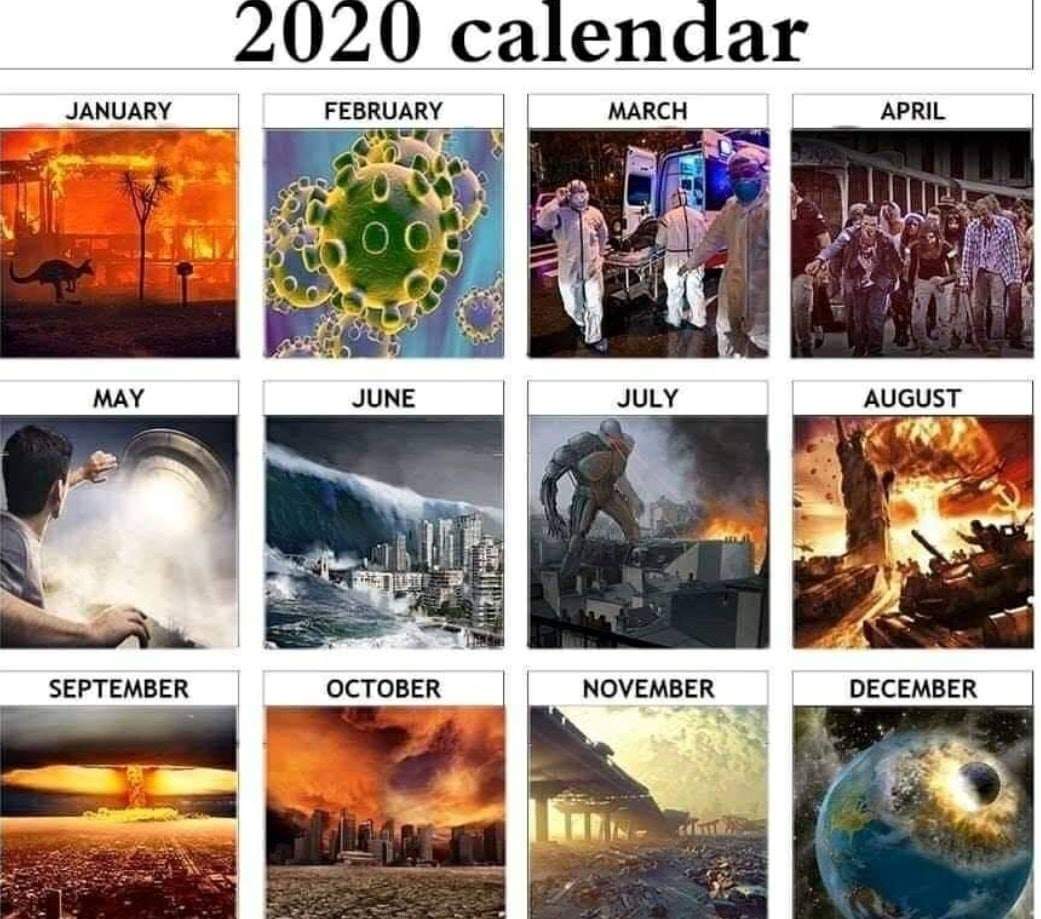 2020 calendar
JANUARY
FEBRUARY
MARCH
APRIL
MAY
JUNE
JULY
AUGUST
SEPTEMBER
OCTOBER
NOVEMBER
DECEMBER